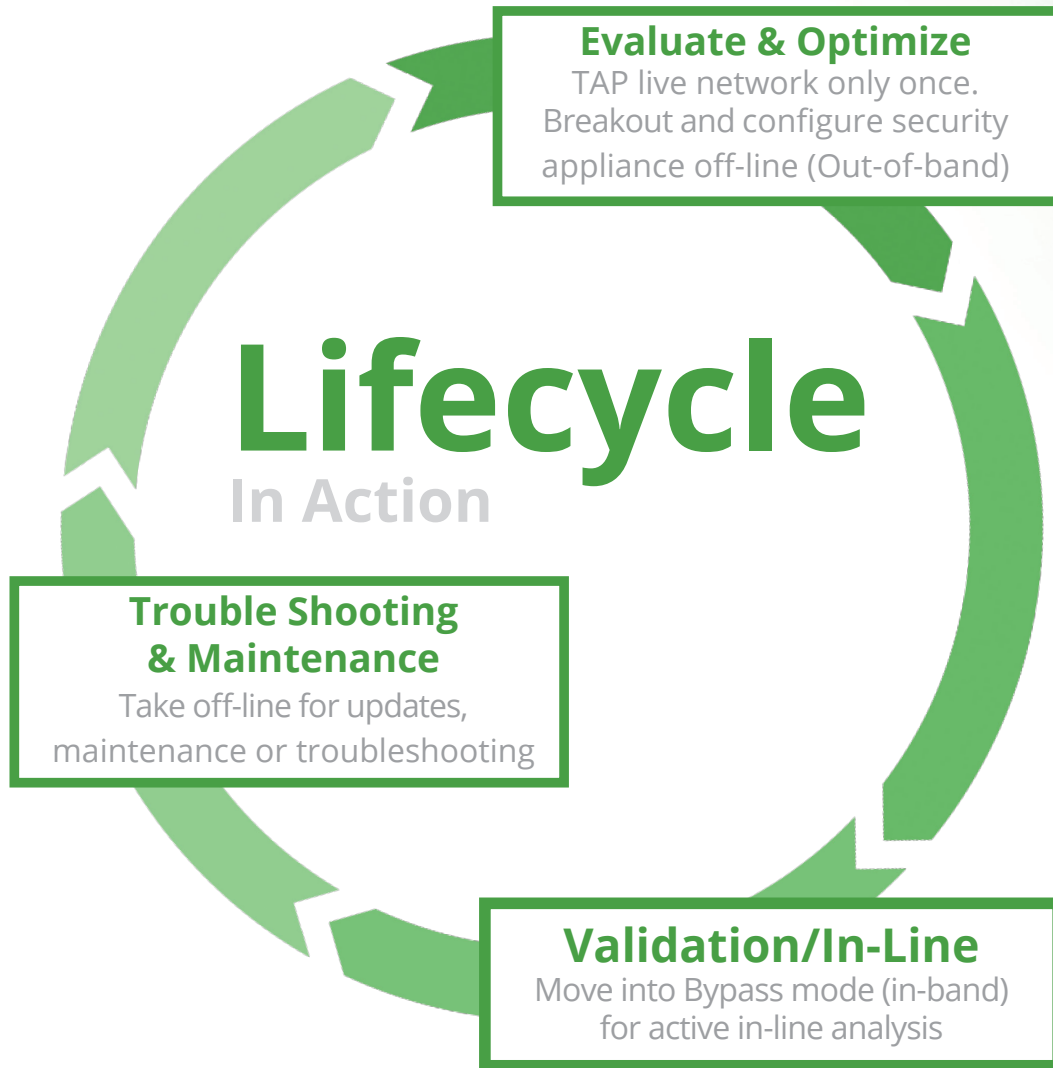 Evaluate & Optimize
TAP live network only once.
Breakout and configure security
appliance off-line (Out-of-band)
Lifecycle
In Action
Trouble Shooting
& Maintenance
Take off-line for updates,
maintenance or troubleshooting
Validation/In-Line
Move into Bypass mode (in-band)
for active in-line analysis